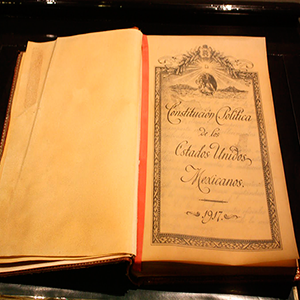 Constitución Política
de los
Estados Unidos
Mexicanos.
1917.